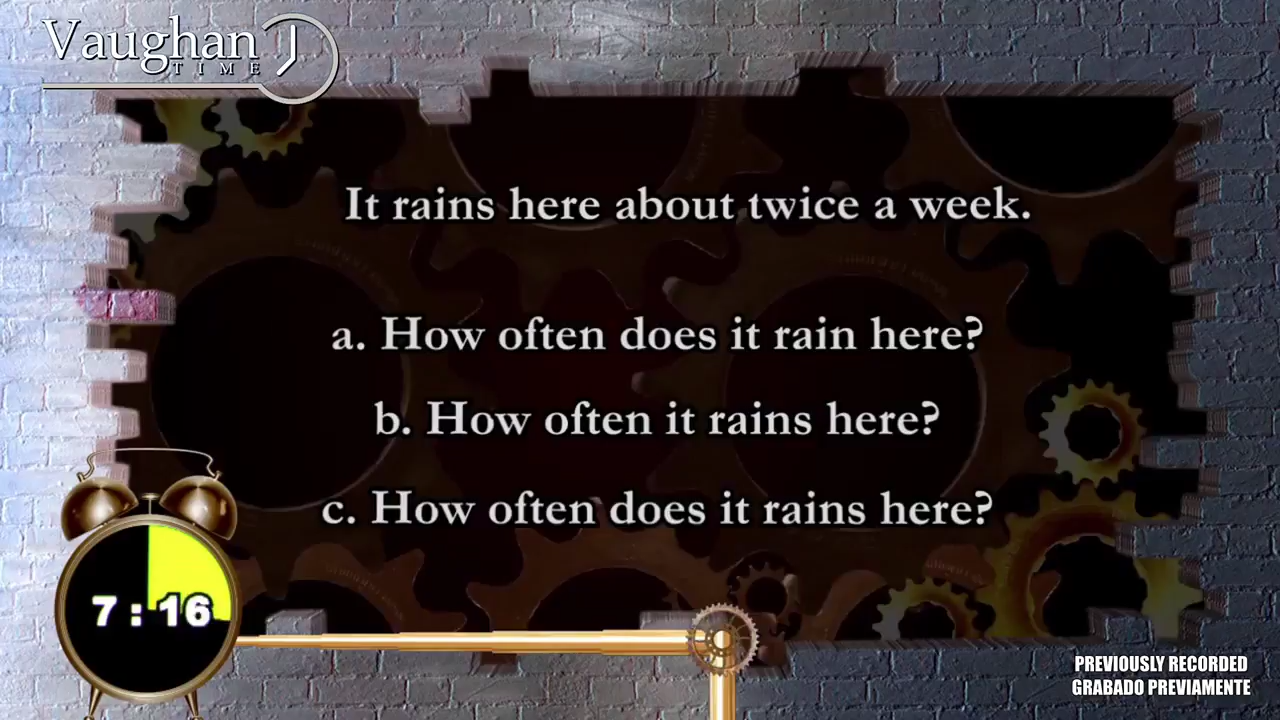 Vaughan
TIME
It rains here about twice a week.
a. How often does it rain here?
b. How often it rains here?
c. How often does it rains here?
7:16
PREVIOUSLY RECORDED
GRABADO PREVIAMENTE